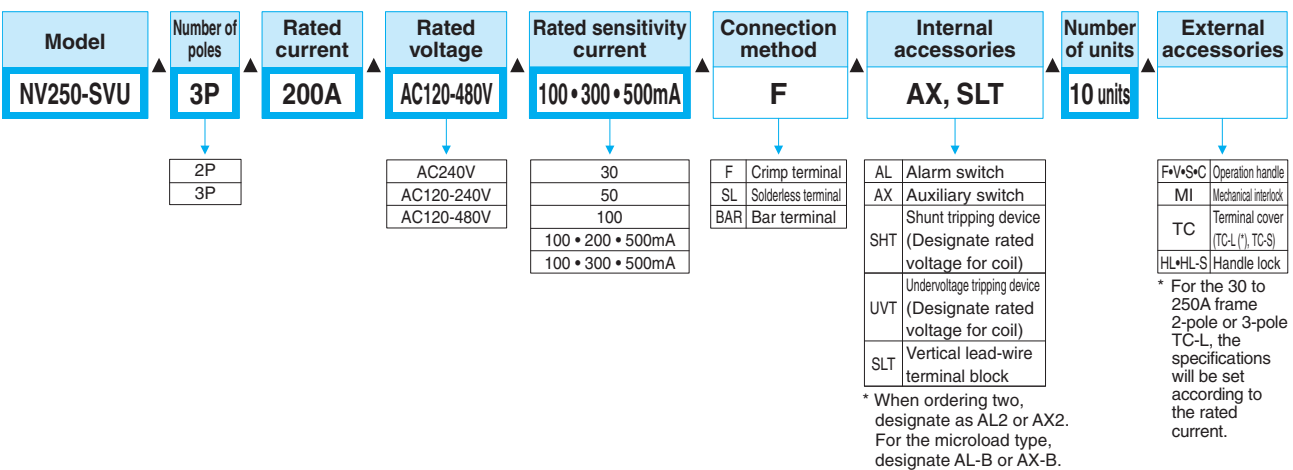 Model
Number of
poles
Rated
current
Rated
voltage
Rated sensitivity
current
Connection
method
Internal
accessories
Number
of units
External
accessories
NV250-SVU
3P
200A
AC120-480V
100•300•500mA
F
AX, SLT
10 units
2P
3P
AC240V
AC120-240V
AC120-480V
30
50
100
100 • 200 • 500mA
100 • 300 • 500mA
F Crimp terminal
SL Solderless terminal
BAR Bar terminal
AL Alarm switch
AX Auxiliary switch
SHT Shunt tripping device
(Designate rated
voltage for coil)
UVT Undervoltage tripping device
(Designate rated
voltage for coil)
SLT Vertical lead-wire
terminal block
* When ordering two,
designate as AL2 or AX2.
For the microload type,
designate AL-B or AX-B.
F•V•S•C Operation handle
MI Mechanical interlock
TC Terminal cover
(TC-L (*), TC-S)
HL•HL-S Handle lock
* For the 30 to
250A frame
2-pole or 3-pole
TC-L, the
specifications
will be set
according to
the rated
current.